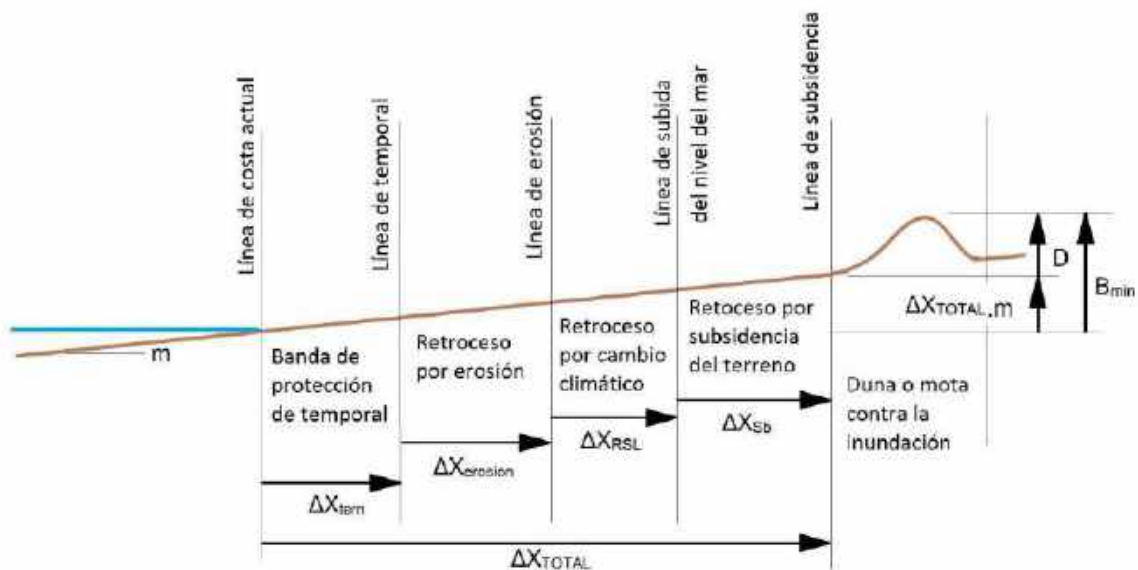 Línea de costa actual
Línea de temporal
Línea de erosión
Línea de subida
del nivel del mar
Línea de subsidencia
m
Banda de
protección
de temporal
Retroceso
por erosión
Retroceso
por cambio
climático
Retoceso por
subsidencia
del terreno
Duna o mota
contra la
inundación
D
Bmin
ΔXTOTAL.m
ΔXtem
ΔXerosion
ΔXRSL
ΔXSb
ΔXTOTAL